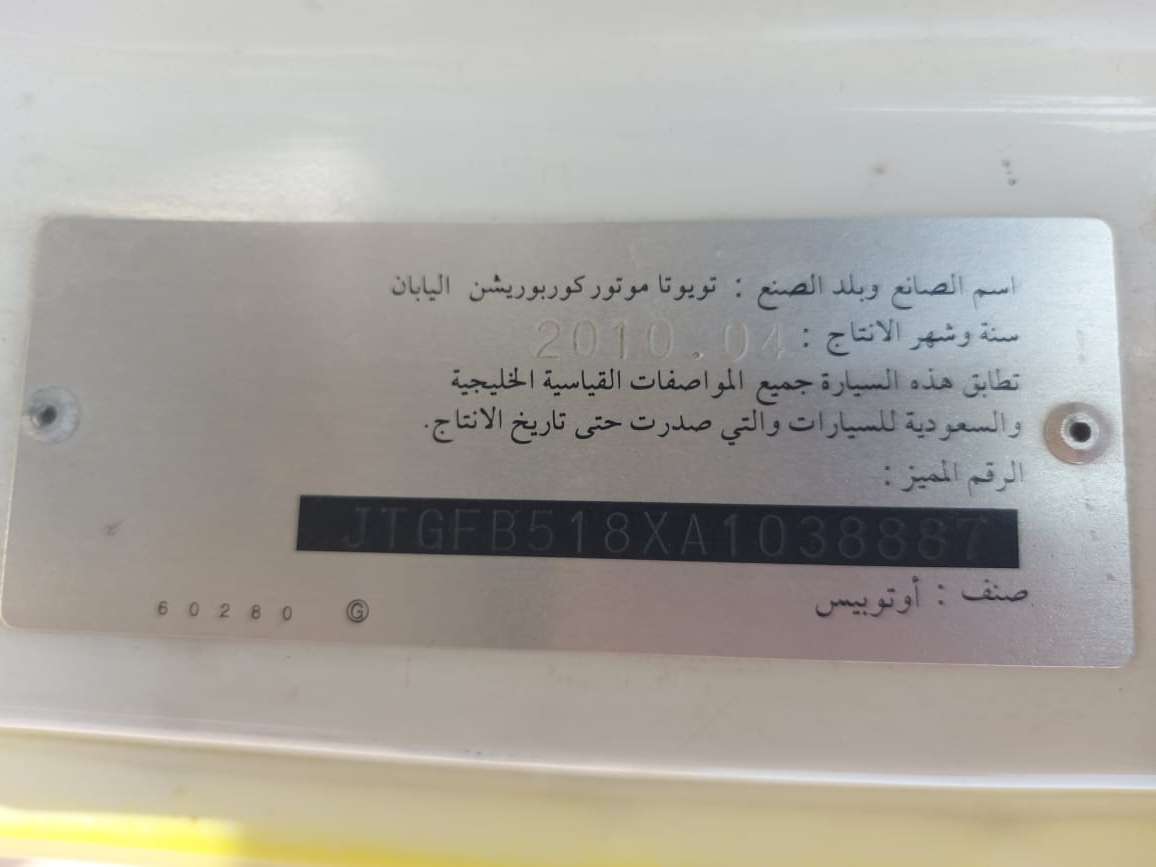 اسم الصانع وبلد الصنع : تويوتا موتور كوربوريشن اليابان
سنة وشهر الانتاج : 2010.04
تطابق هذه السيارة جميع المواصفات القياسية الخليجية
والسعودية للسيارات والتي صدرت حتى تاريخ الانتاج.
الرقم المميز :
JTGFB518XA1038887
صنف : أوتوبيس
60280 Ⓖ